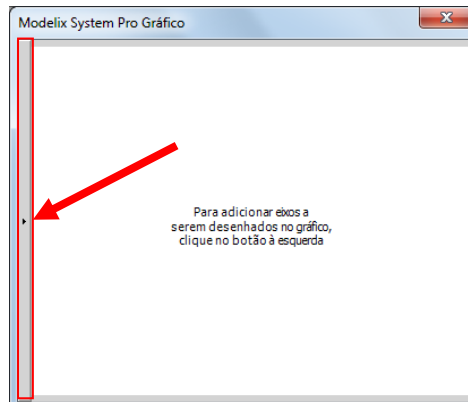 Modelix System Pro Gráfico
Para adicionar eixos a
serem desenhados no gráfico,
clique no botão à esquerda